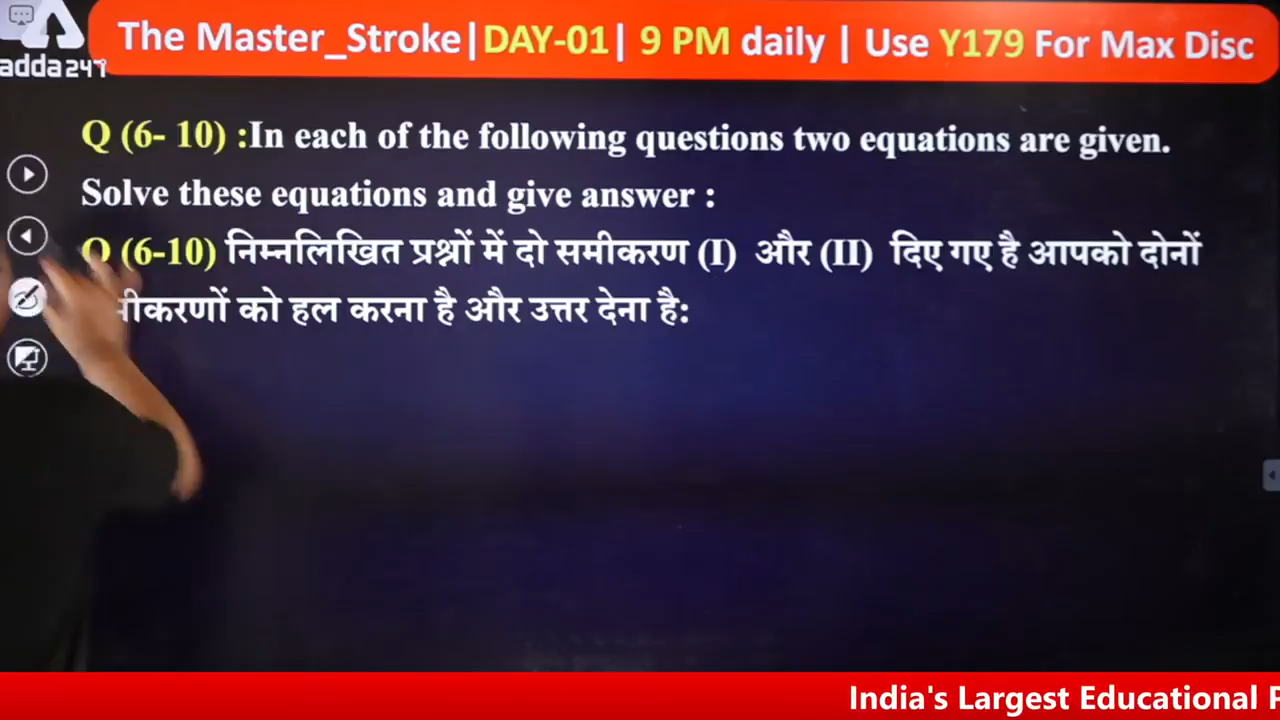 adda247
The Master_Stroke|DAY-01| 9 PM daily | Use Y179 For Max Disc
Q (6- 10) :In each of the following questions two equations are given.
Solve these equations and give answer :
Q (6-10) निम्नलिखित प्रश्नों में दो समीकरण (I) और (II) दिए गए है आपको दोनों
को हल करना है और उत्तर देना है:
India's Largest Educational